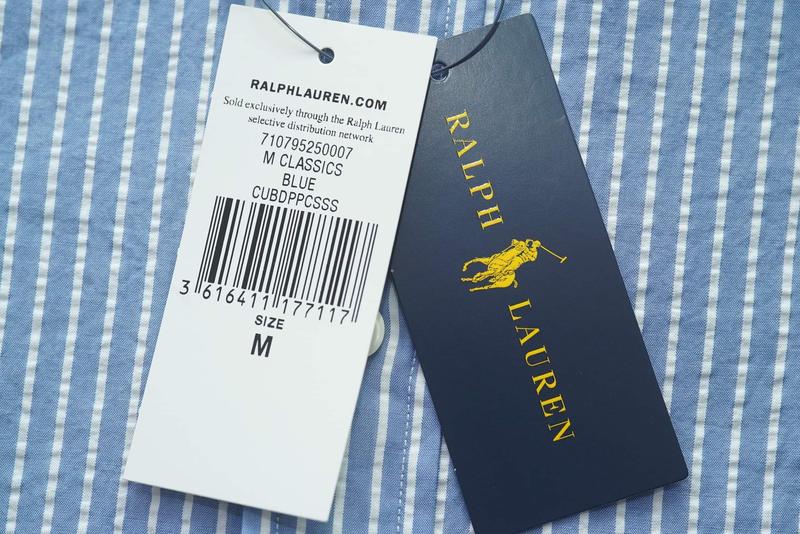 RALPHLAUREN.COM
Sold exclusively through the Ralph Lauren
selective distribution network
710795250007
M CLASSICS
BLUE
CUBDPPCSSS
3 616411 177117
SIZE
M
RALPH LAUREN